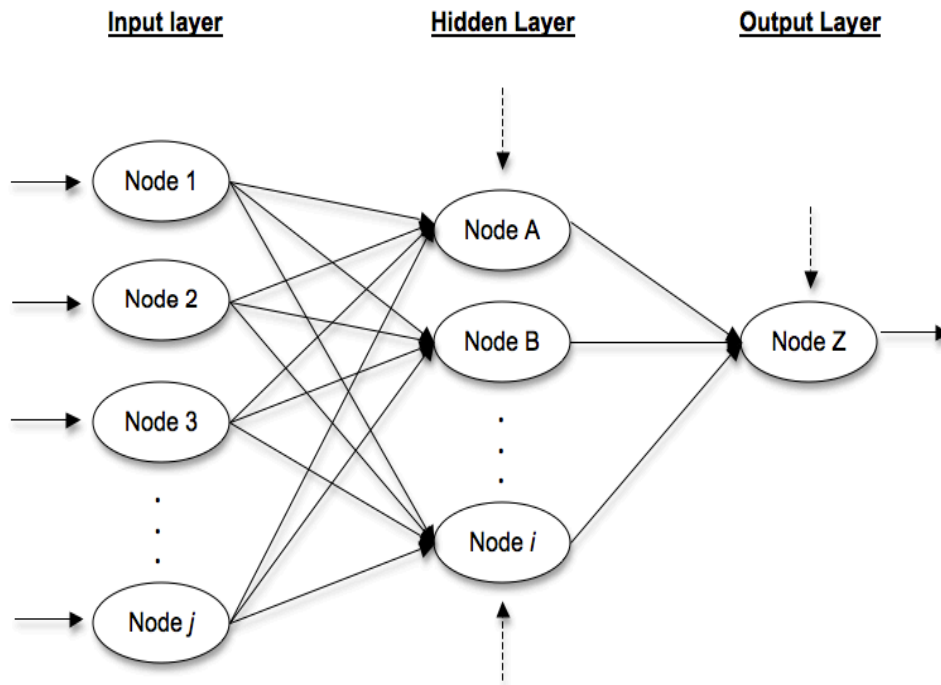 Input layer
Hidden Layer
Output Layer
Node 1
Node 2
Node 3
.
.
.
Node j
Node A
Node B
.
.
.
Node i
Node Z